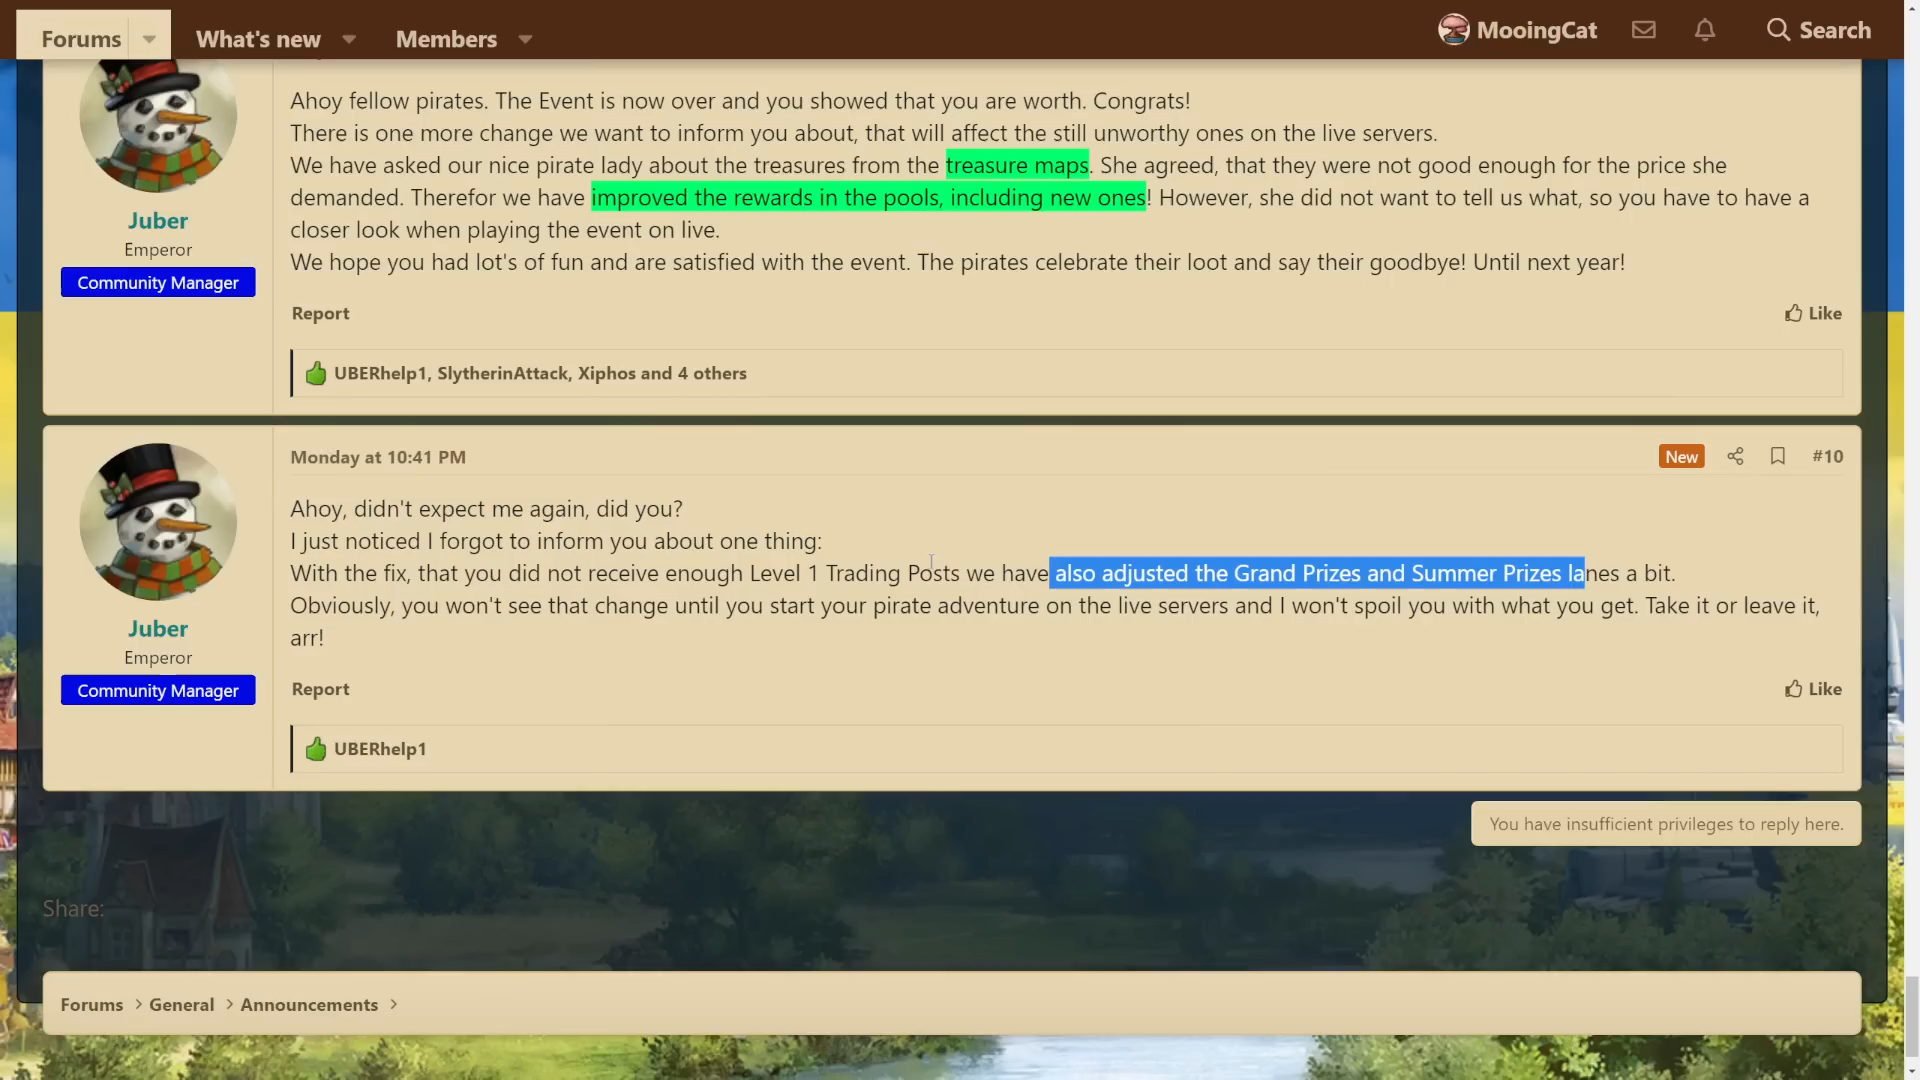 Forums
What's new
Members
MooingCat
Search
Ahoy fellow pirates. The Event is now over and you showed that you are worth. Congrats!
There is one more change we want to inform you about, that will affect the still unworthy ones on the live servers.
We have asked our nice pirate lady about the treasures from the treasure maps. She agreed, that they were not good enough for the price she
demanded. Therefor we have improved the rewards in the pools, including new ones! However, she did not want to tell us what, so you have to have a
closer look when playing the event on live.
We hope you had lot's of fun and are satisfied with the event. The pirates celebrate their loot and say their goodbye! Until next year!
Juber
Emperor
Community Manager
Report
Like
UBERhelp1, SlytherinAttack, Xiphos and 4 others
Monday at 10:41 PM
New
#10
Ahoy, didn't expect me again, did you?
I just noticed I forgot to inform you about one thing:
With the fix, that you did not receive enough Level 1 Trading Posts we have also adjusted the Grand Prizes and Summer Prizes lanes a bit.
Obviously, you won't see that change until you start your pirate adventure on the live servers and I won't spoil you with what you get. Take it or leave it,
arr!
Juber
Emperor
Community Manager
Report
Like
UBERhelp1
You have insufficient privileges to reply here.
Share:
Forums > General > Announcements >